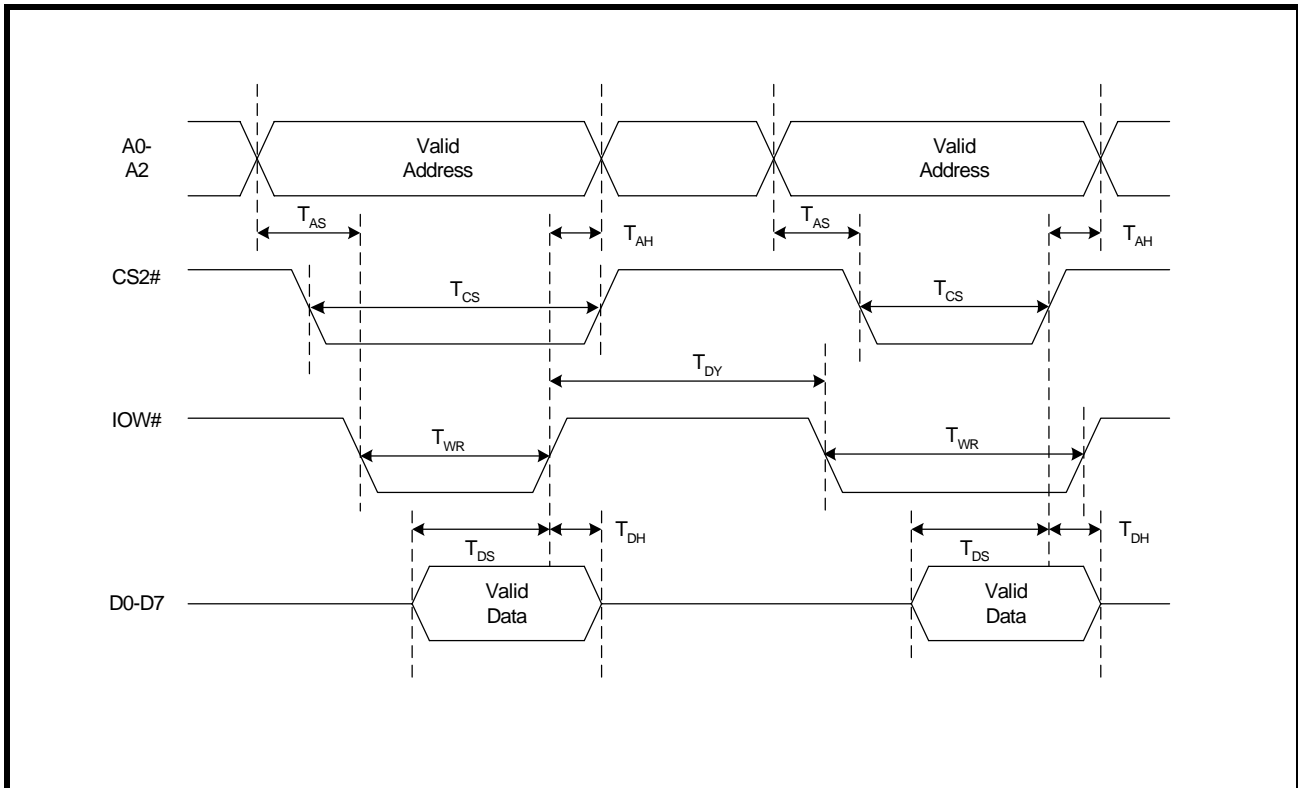 A0-
A2
Valid
Address
Valid
Address
TAS
TAH
TAS
TAH
CS2#
TCS
TCS
TDY
IOW#
TWR
TWR
TDS
TDH
TDS
TDH
D0-D7
Valid
Data
Valid
Data